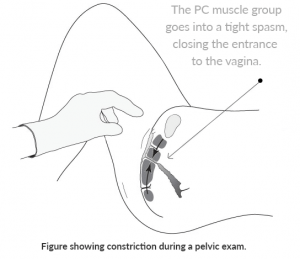 The PC muscle group
goes into a tight spasm,
closing the entrance
to the vagina.
Figure showing constriction during a pelvic exam.